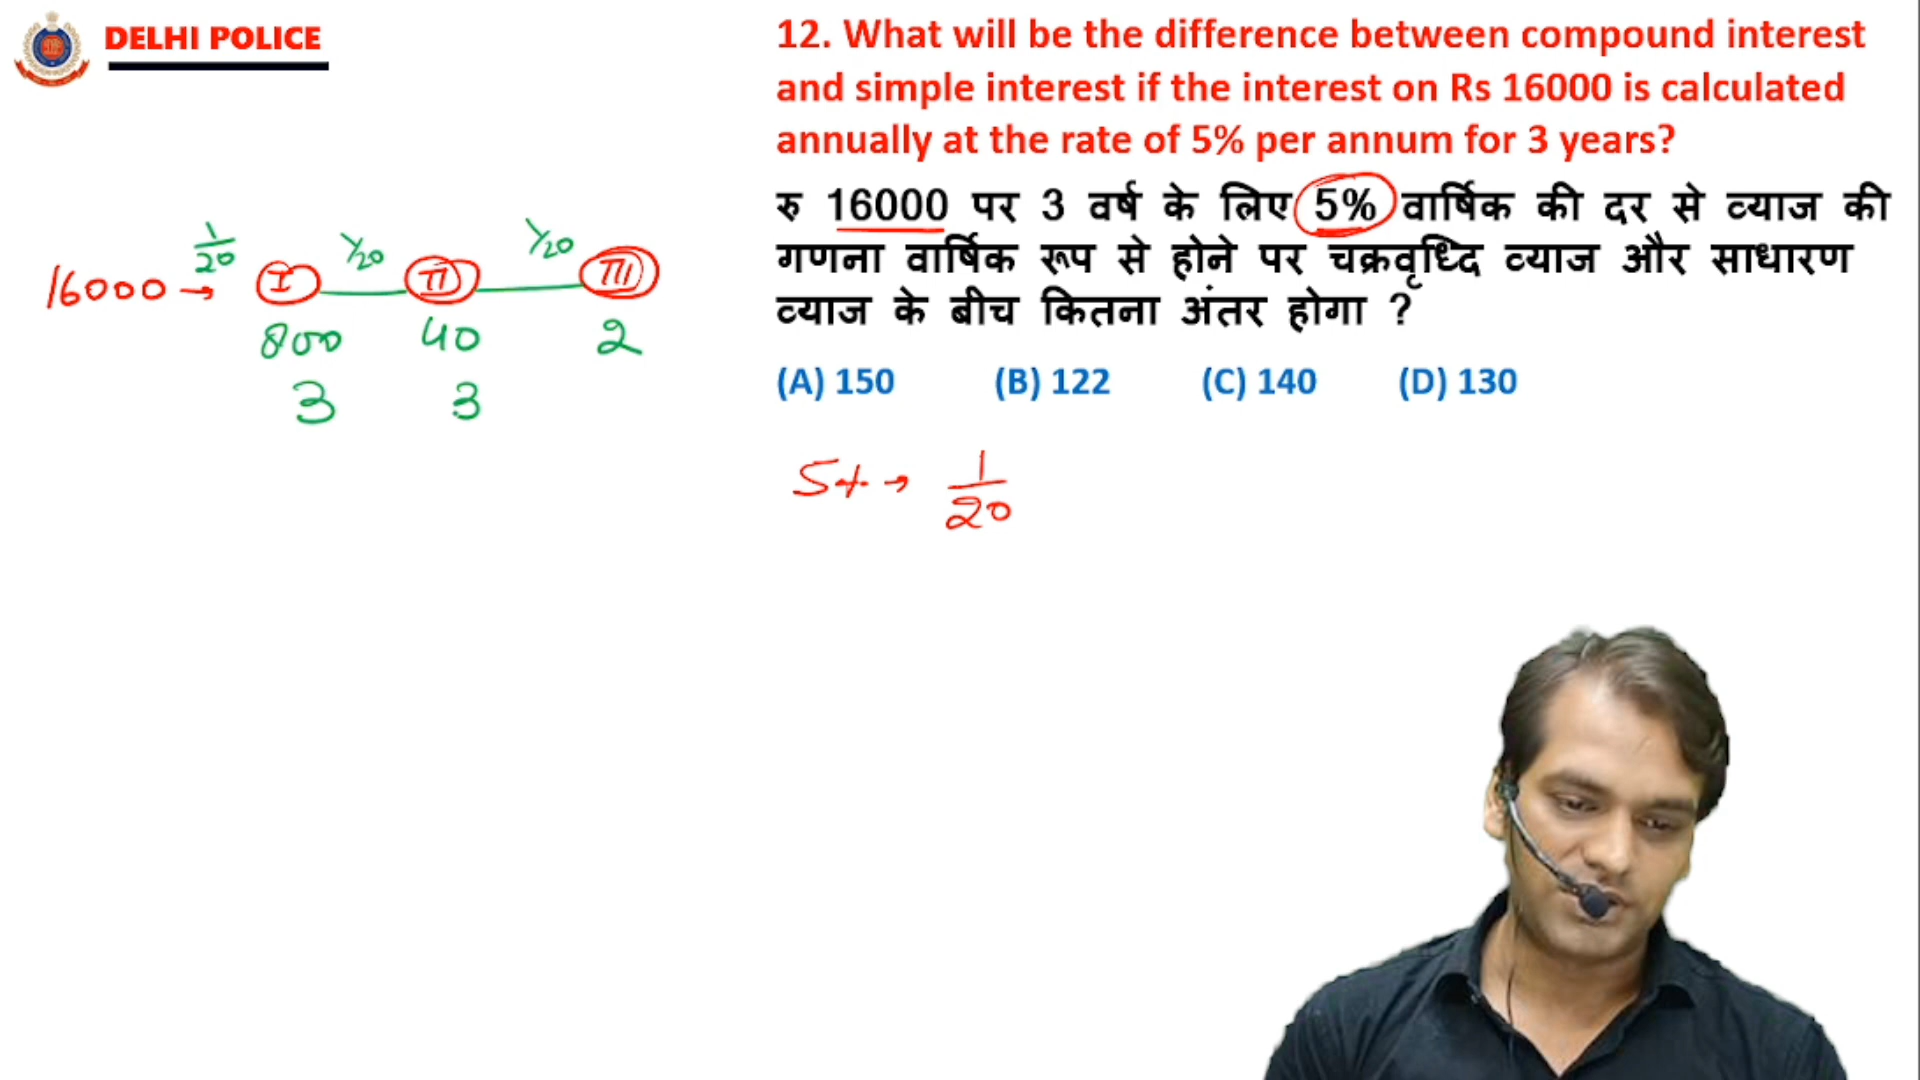 DELHI POLICE
12. What will be the difference between compound interest
and simple interest if the interest on Rs 16000 is calculated
annually at the rate of 5% per annum for 3 years?
रु 16000 पर 3 वर्ष के लिए 5% वार्षिक की दर से ब्याज की
गणना वार्षिक रूप से होने पर चक्रवृध्दि ब्याज और साधारण
ब्याज के बीच कितना अंतर होगा ?
(A) 150 (B) 122 (C) 140 (D) 130
1/20 1/20 1/20
16000 → I II III
800 40 2
3 3
5% → 1/20